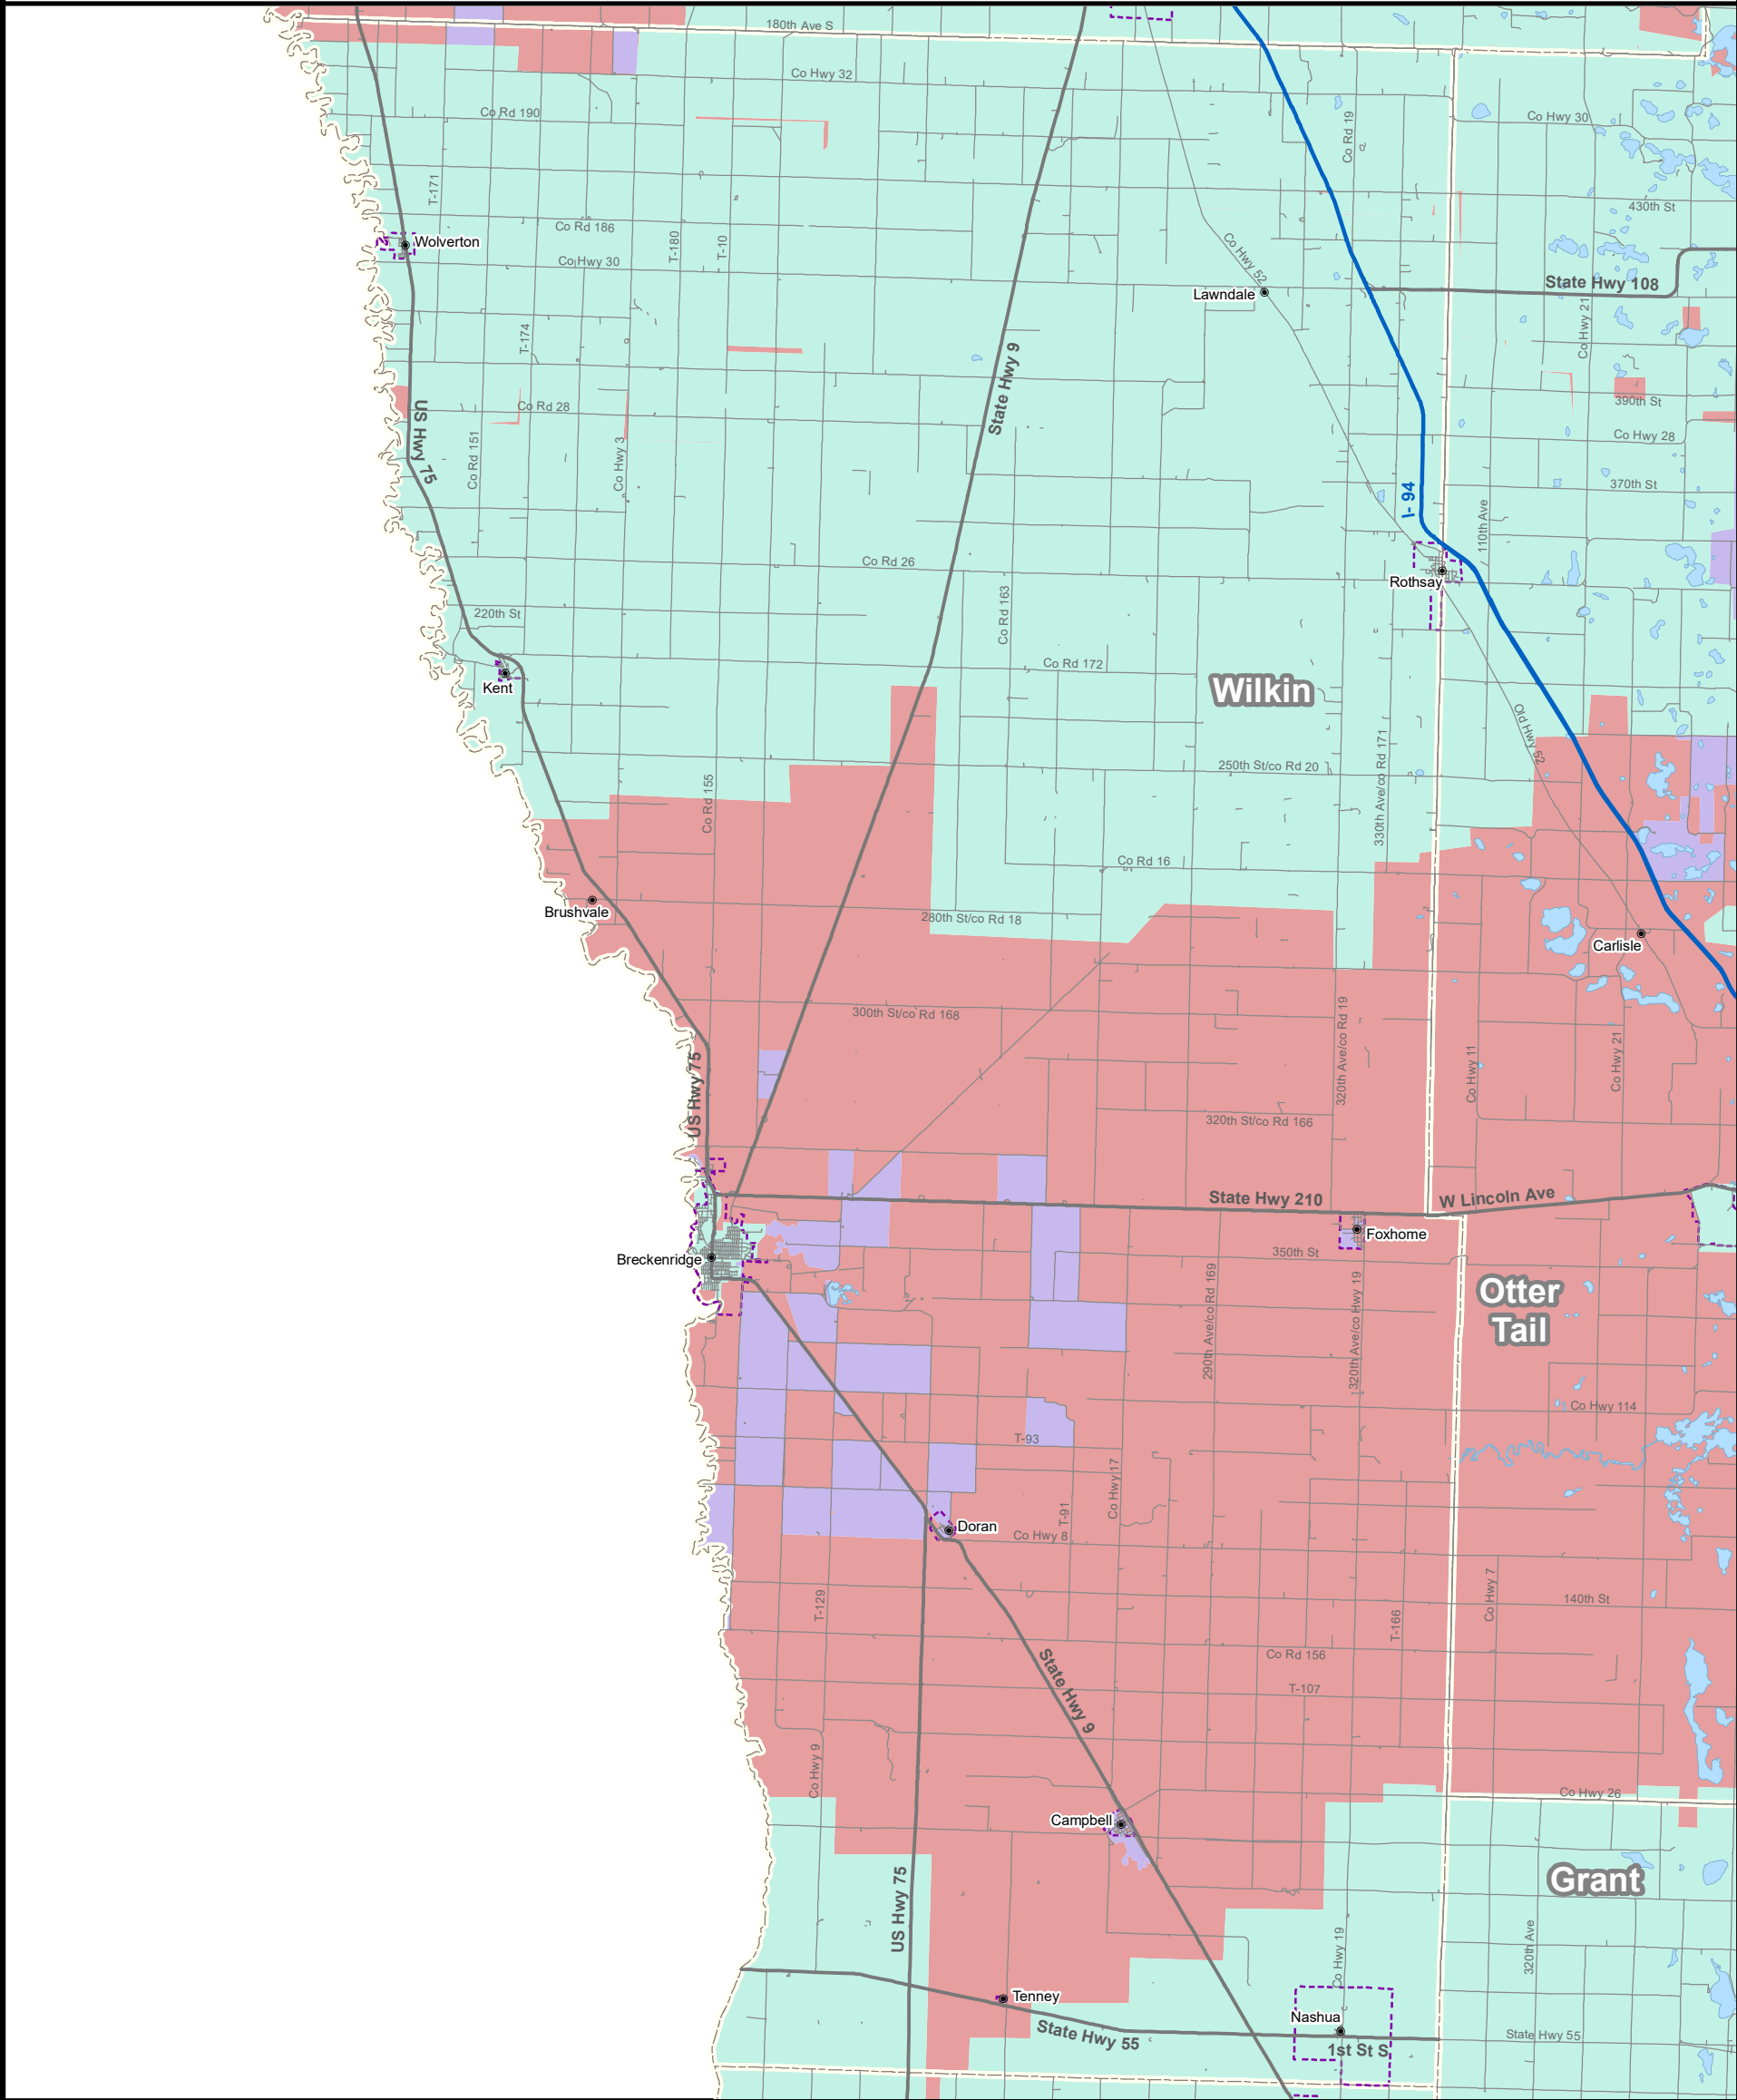 180th Ave S
Co Hwy 32
Co Rd 190
Co Hwy 30
Co Rd 19
T-171
430th St
Co Rd 186
Wolverton
T-180
T-10
Co Hwy 30
Co Hwy 52
State Hwy 108
Lawndale
Co Hwy 21
T-174
State Hwy 9
390th St
Co Rd 28
US Hwy 75
Co Hwy 28
Co Rd 151
Co Hwy 3
370th St
I- 94
110th Ave
Co Rd 26
Rothsay
220th St
Co Rd 163
Co Rd 172
Kent
Wilkin
Old Hwy 52
250th St/co Rd 20
330th Ave/co Rd 171
Co Rd 155
Co Rd 16
Brushvale
280th St/co Rd 18
Carlisle
300th St/co Rd 168
320th Ave/co Rd 19
US Hwy 75
Co Hwy 11
Co Hwy 21
320th St/co Rd 166
State Hwy 210
W Lincoln Ave
Foxhome
350th St
Breckenridge
Otter
Tail
290th Ave/co Rd 169
320th Ave/co Hwy 19
Co Hwy 114
T-93
Co Hwy 17
T-91
Doran
Co Hwy 8
Co Hwy 7
140th St
T-129
T-166
Co Rd 156
State Hwy 9
T-107
Co Hwy 9
Co Hwy 26
Campbell
Grant
US Hwy 75
Co Hwy 19
320th Ave
Tenney
Nashua
State Hwy 55
State Hwy 55
1st St S